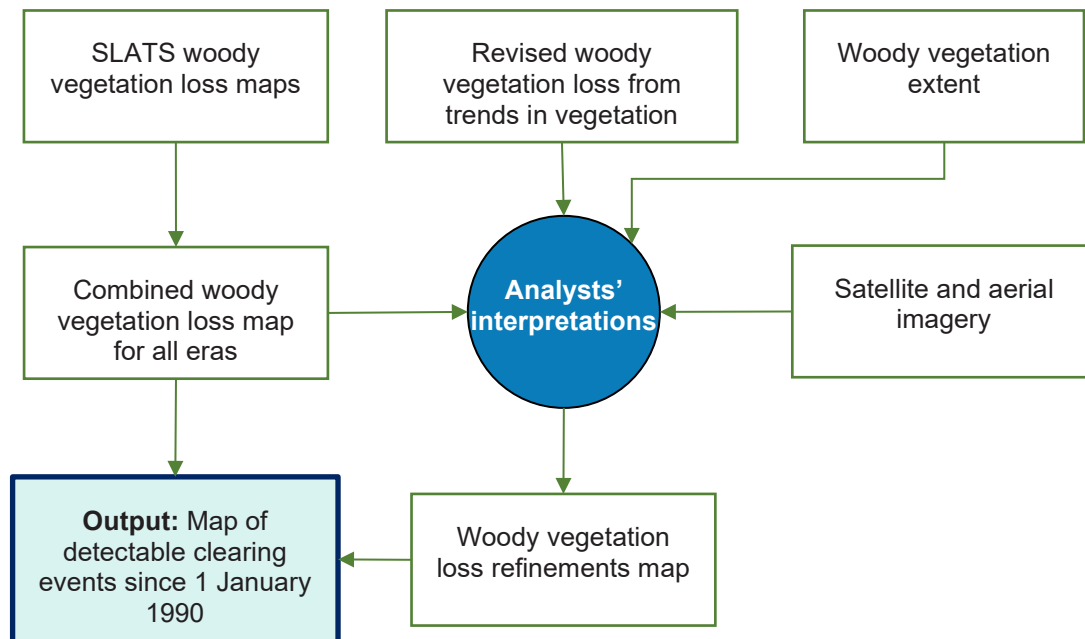 SLATS woody
vegetation loss maps
Revised woody
vegetation loss from
trends in vegetation
Woody vegetation
extent
Combined woody
vegetation loss map
for all eras
Analysts’
interpretations
Satellite and aerial
imagery
Output: Map of
detectable clearing
events since 1 January
1990
Woody vegetation
loss refinements map